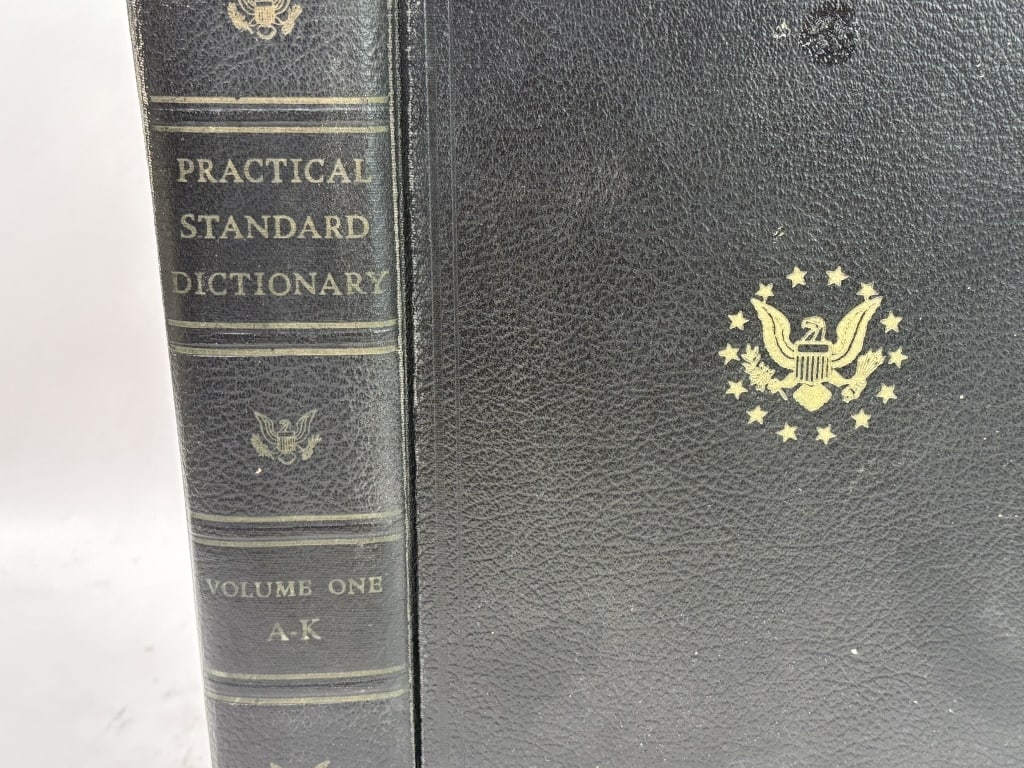 PRACTICAL
STANDARD
DICTIONARY
VOLUME ONE
A-K